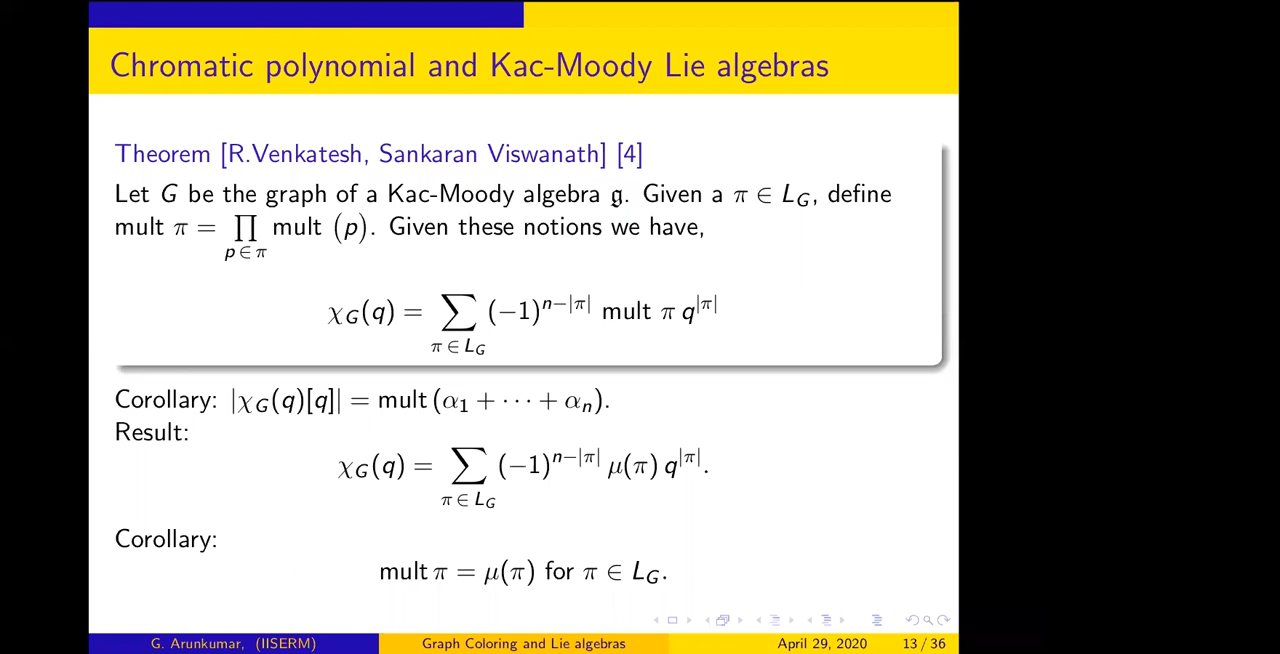 Chromatic polynomial and Kac-Moody Lie algebras
Theorem [R.Venkatesh, Sankaran Viswanath] [4]
Let G be the graph of a Kac-Moody algebra 𝔤. Given a π ∈ L_G, define
mult π = ∏_{p ∈ π} mult (p). Given these notions we have,
χ_G(q) = ∑_{π ∈ L_G} (−1)^{n−|π|} mult π q^{|π|}
Corollary: |χ_G(q)[q]| = mult (α₁ + ··· + αₙ).
Result:
χ_G(q) = ∑_{π ∈ L_G} (−1)^{n−|π|} μ(π) q^{|π|}.
Corollary:
mult π = μ(π) for π ∈ L_G.
G. Arunkumar, (IISERM) Graph Coloring and Lie algebras April 29, 2020 13 / 36